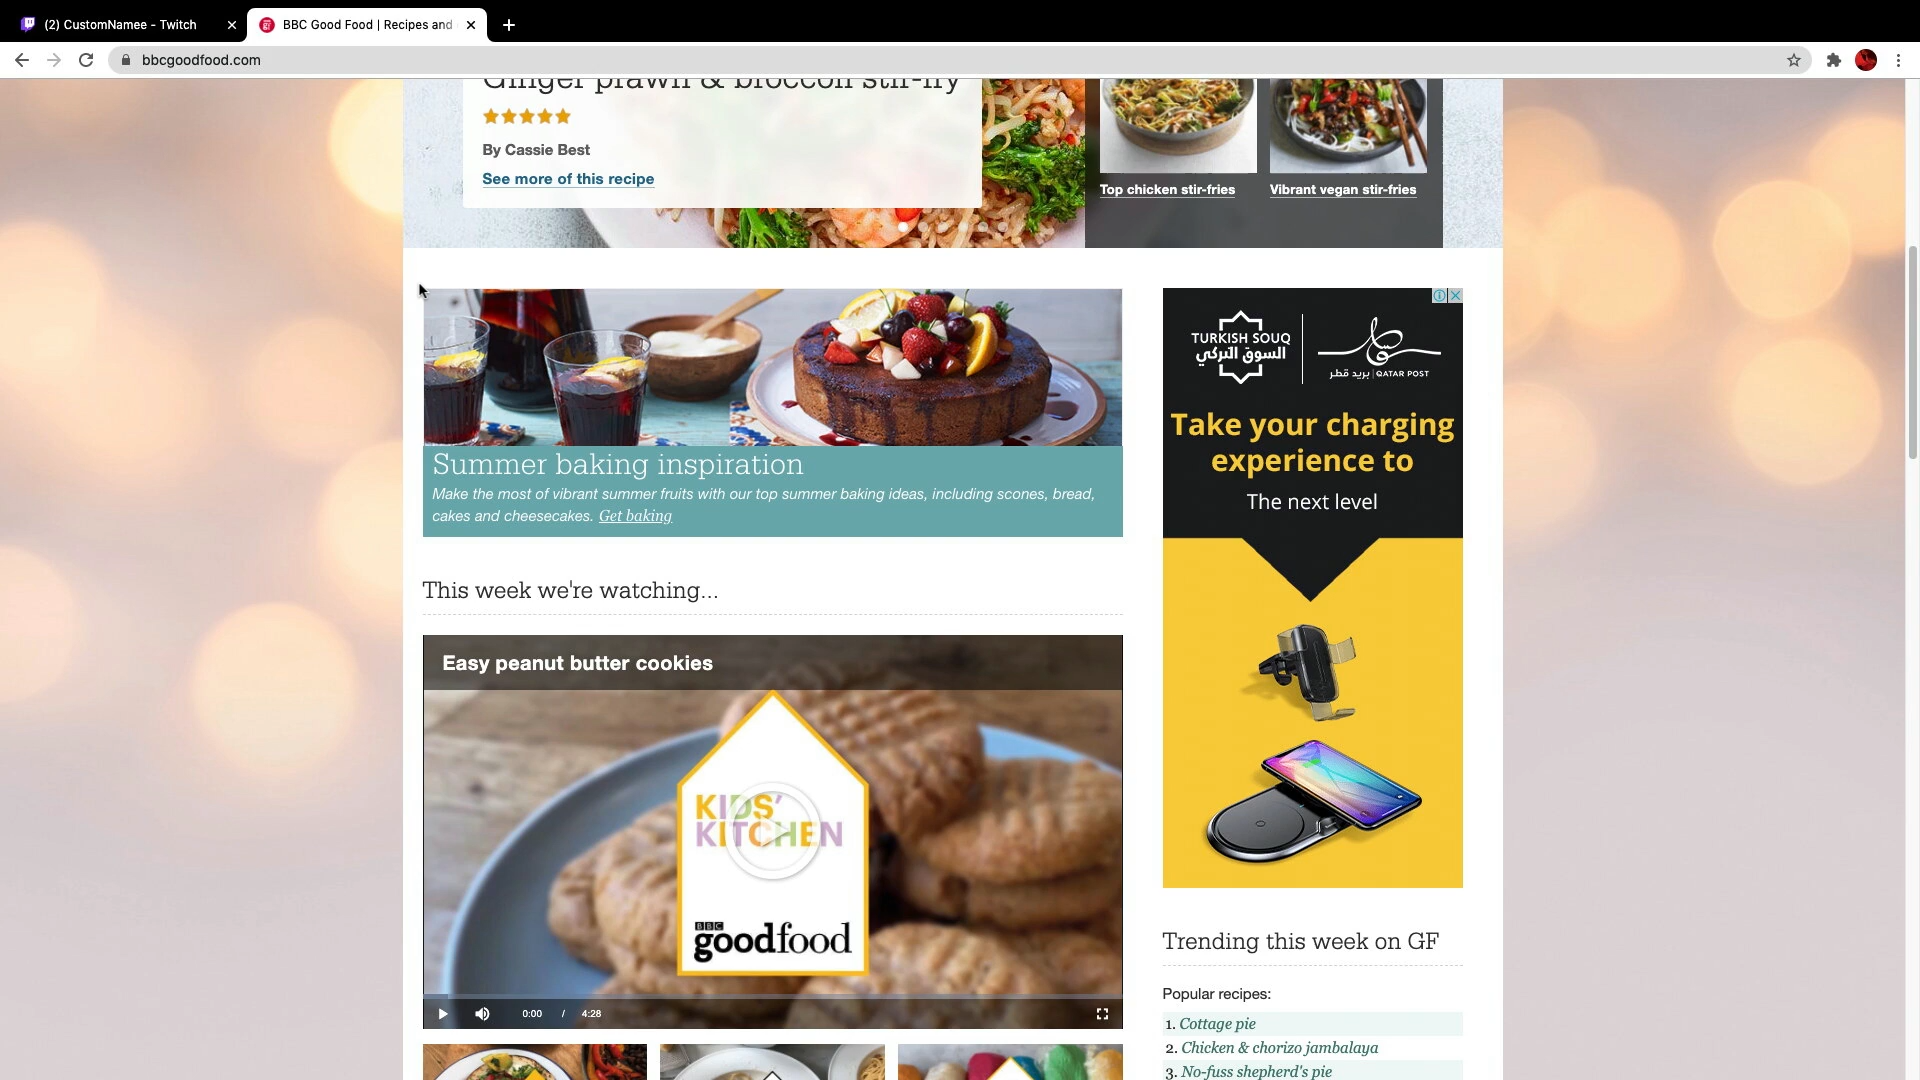 (2) CustomNamee - Twitch
BBC Good Food | Recipes and
bbcgoodfood.com
Ginger prawn & broccoli stir-fry
By Cassie Best
See more of this recipe
Top chicken stir-fries
Vibrant vegan stir-fries
Summer baking inspiration
Make the most of vibrant summer fruits with our top summer baking ideas, including scones, bread,
cakes and cheesecakes. Get baking
This week we're watching...
Easy peanut butter cookies
KIDS'
KITCHEN
BBC
goodfood
0:00 / 4:28
TURKISH SOUQ
السوق التركي
بريد قطر | QATAR POST
Take your charging
experience to
The next level
Trending this week on GF
Popular recipes:
1. Cottage pie
2. Chicken & chorizo jambalaya
3. No-fuss shepherd's pie